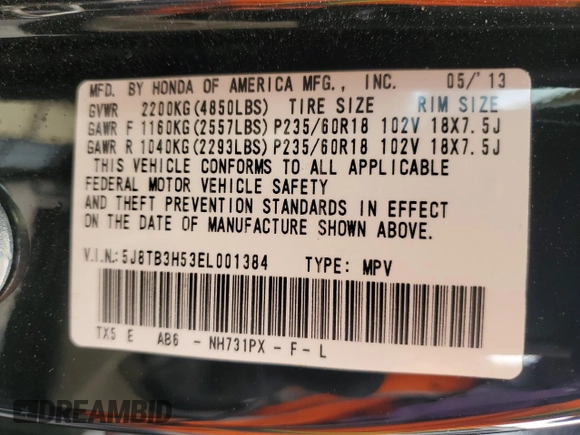 MFD. BY HONDA OF AMERICA MFG., INC. 05/'13
GVWR 2200KG(4850LBS) TIRE SIZE RIM SIZE
GAWR F 1160KG(2557LBS) P235/60R18 102V 18X7.5J
GAWR R 1040KG(2293LBS) P235/60R18 102V 18X7.5J
THIS VEHICLE CONFORMS TO ALL APPLICABLE
FEDERAL MOTOR VEHICLE SAFETY
AND THEFT PREVENTION STANDARDS IN EFFECT
ON THE DATE OF MANUFACTURE SHOWN ABOVE.
V.I.N.: 5J8TB3H53EL001384 TYPE: MPV
TX5 E AB6 - NH731PX - F - L
DREAMBID